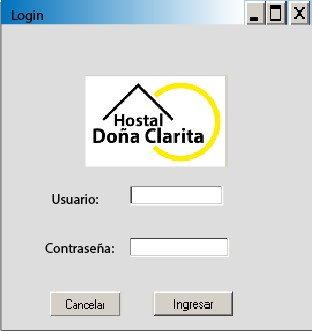 Login
Hostal
Doña Clarita
Usuario:
Contraseña:
Cancelar
Ingresar